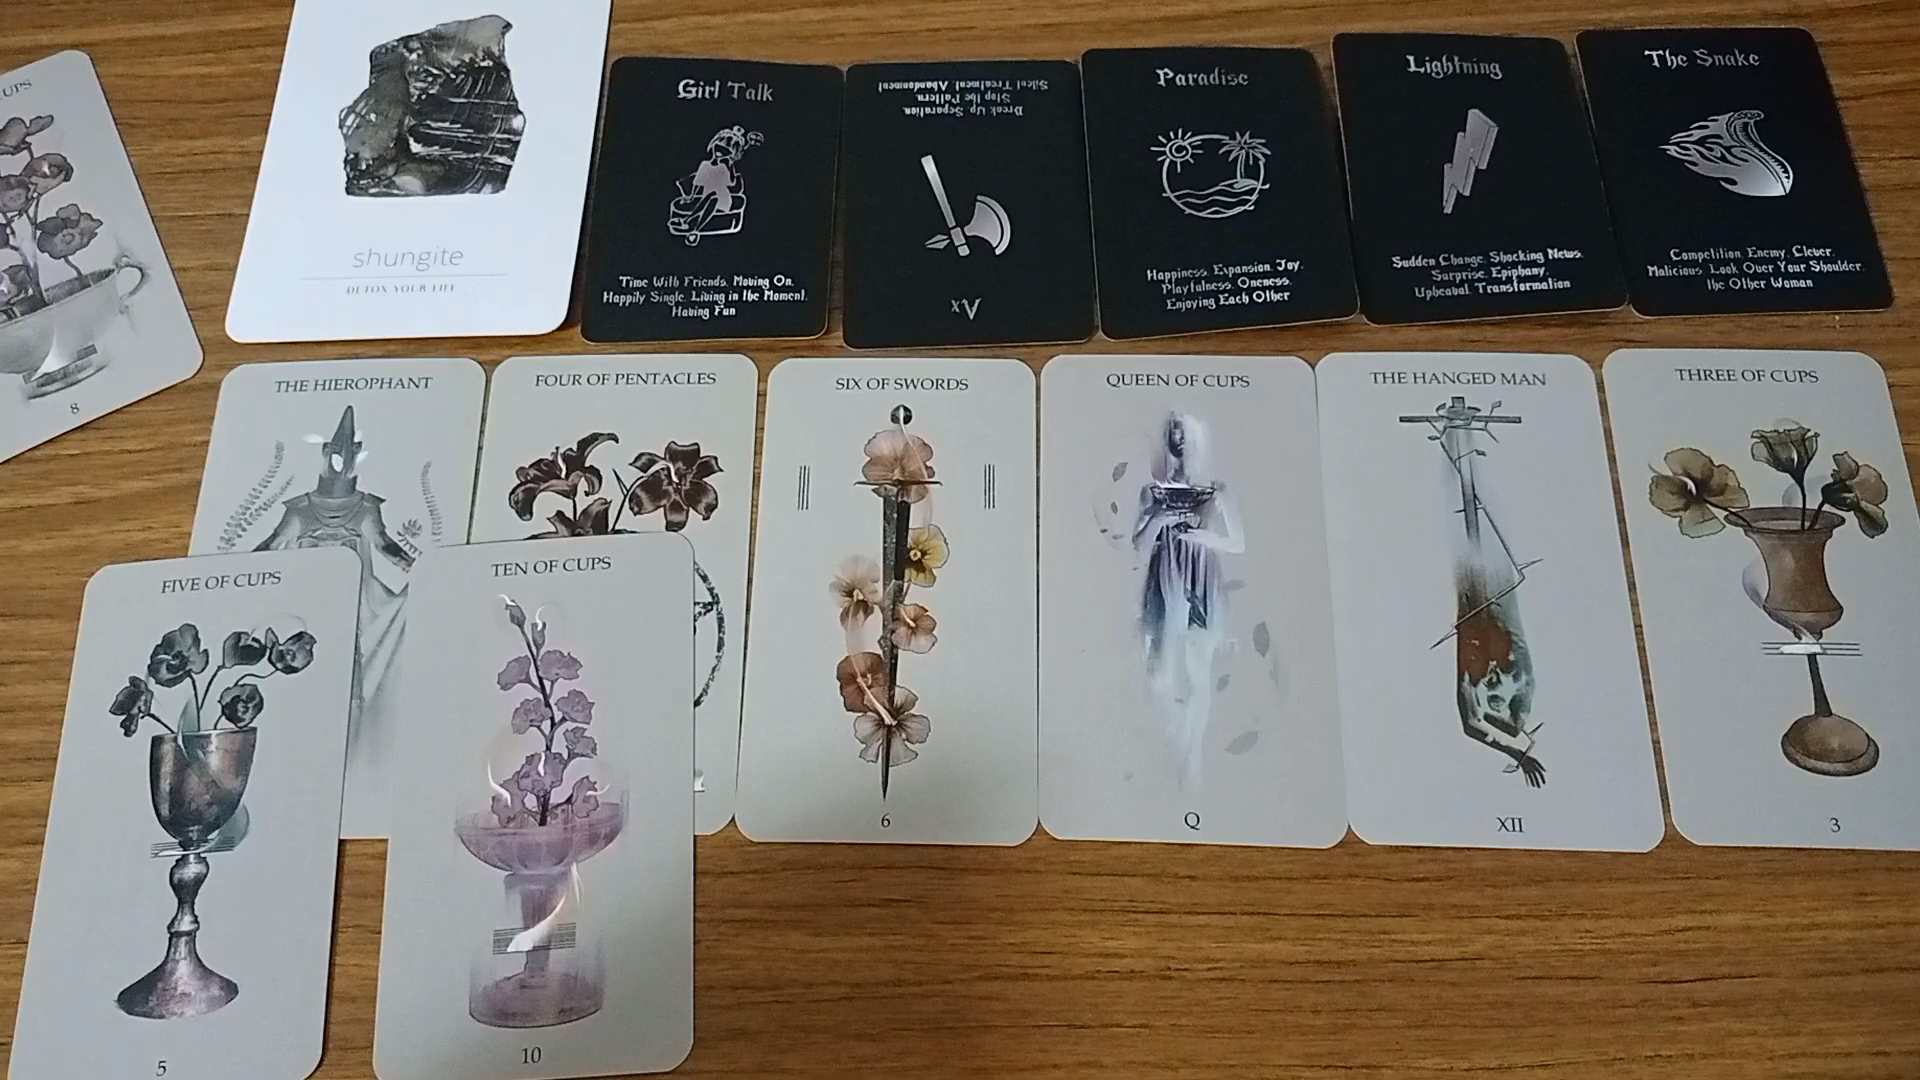 CUPS
8
shungite
DETOX YOUR LIFE
Girl Talk
Time With Friends, Moving On,
Happily Single, Living in the Moment,
Having Fun
Ax
Break Up, Separation,
Stop the Pattern,
Silent Treatment, Abandonment
Paradise
Happiness, Expansion, Joy,
Playfulness, Oneness,
Enjoying Each Other
Lightning
Sudden Change, Shocking News,
Surprise, Epiphany,
Upheaval, Transformation
The Snake
Competition, Enemy, Clever,
Malicious, Look Over Your Shoulder,
the Other Woman
THE HIEROPHANT
FOUR OF PENTACLES
SIX OF SWORDS
6
QUEEN OF CUPS
Q
THE HANGED MAN
XII
THREE OF CUPS
3
FIVE OF CUPS
5
TEN OF CUPS
10